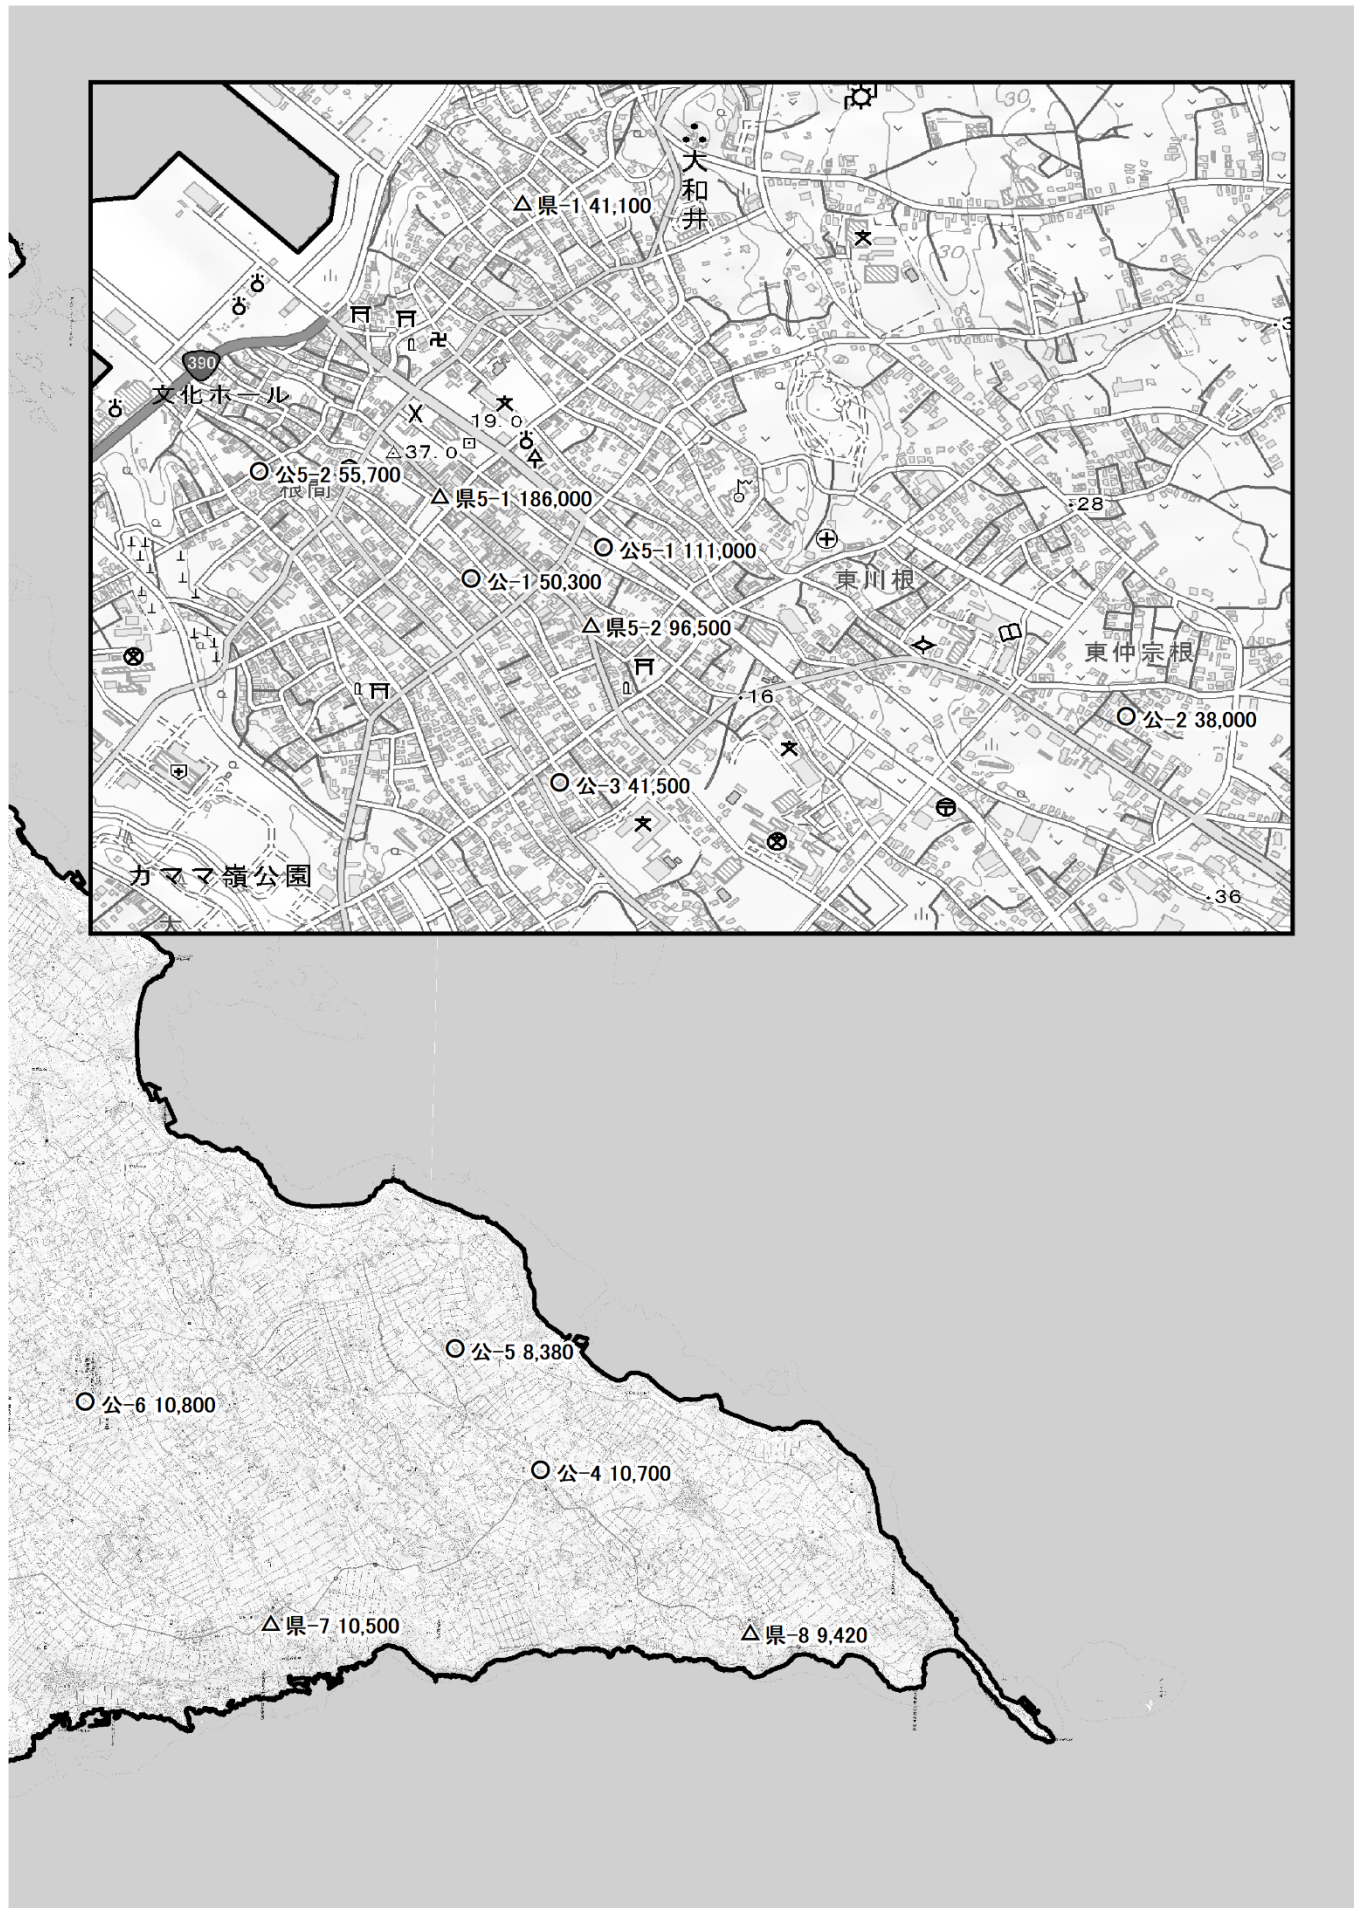 30
大和井
県-1 41,100
30
390
文化ホール
19.0
37.0
公5-2 55,700
県5-1 186,000
28
公5-1 111,000
公-1 50,300
東川根
県5-2 96,500
東仲宗根
16
公-2 38,000
公-3 41,500
カママ嶺公園
36
公-5 8,380
公-6 10,800
公-4 10,700
県-7 10,500
県-8 9,420